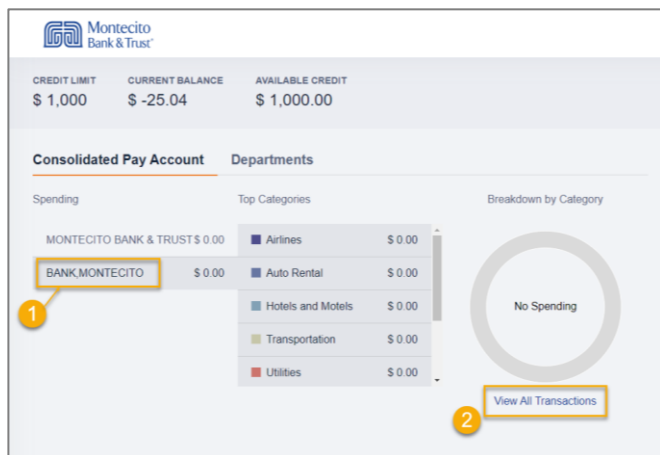 Montecito
Bank & Trust
CREDIT LIMIT CURRENT BALANCE AVAILABLE CREDIT
$ 1,000 $ -25.04 $ 1,000.00
Consolidated Pay Account Departments
Spending Top Categories Breakdown by Category
MONTECITO BANK & TRUST $ 0.00 Airlines $ 0.00
BANK,MONTECITO $ 0.00 Auto Rental $ 0.00
1
Hotels and Motels $ 0.00 No Spending
Transportation $ 0.00
Utilities $ 0.00
View All Transactions
2